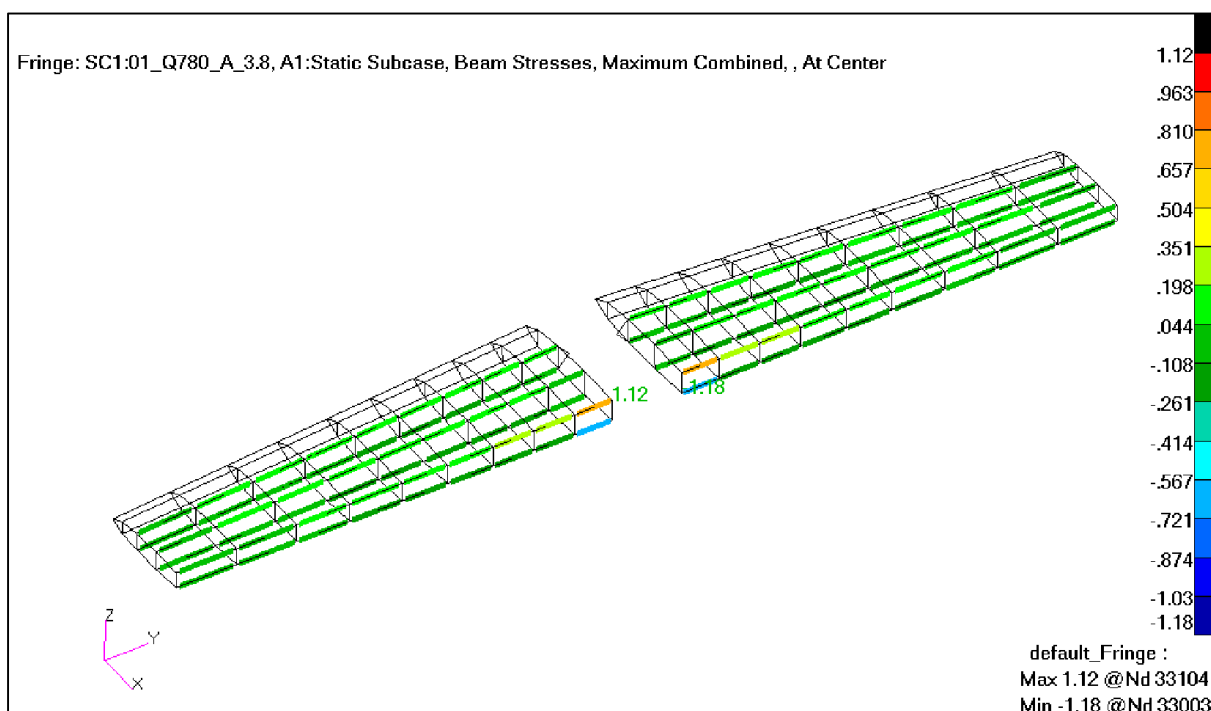 Fringe: SC1:01_Q780_A_3.8, A1:Static Subcase, Beam Stresses, Maximum Combined, , At Center
1.12
.963
.810
.657
.504
.351
.198
.044
-.108
-.261
-.414
-.567
-.721
-.874
-1.03
-1.18
1.12
-1.18
Z
Y
X
default_Fringe :
Max 1.12 @Nd 33104
Min -1.18 @Nd 33003